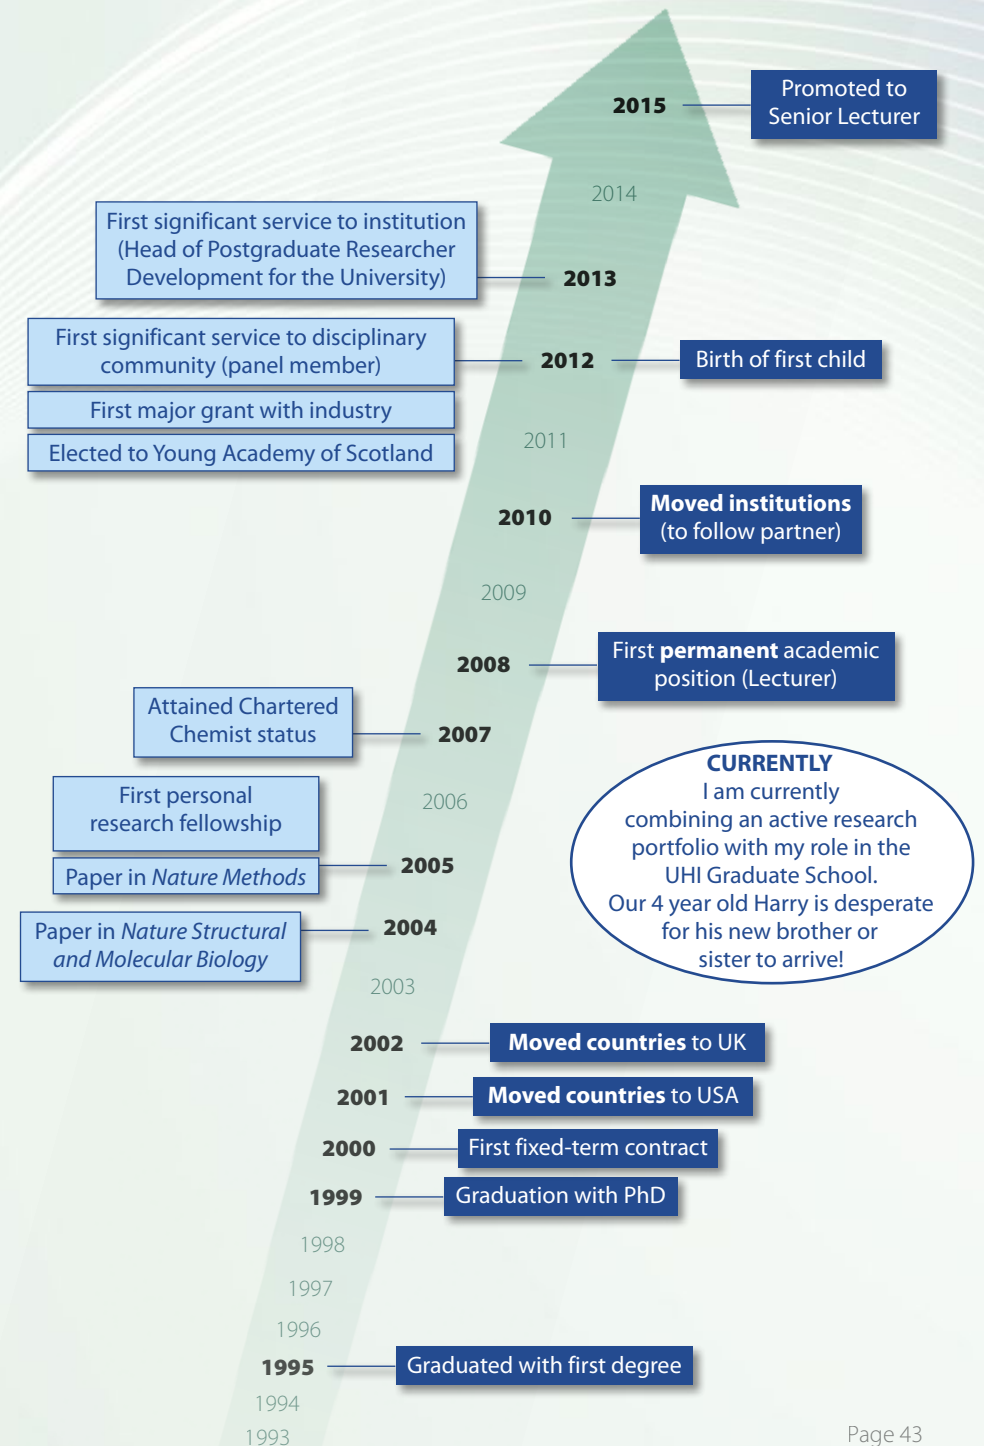 2015
Promoted to
Senior Lecturer
2014
First significant service to institution
(Head of Postgraduate Researcher
Development for the University)
2013
First significant service to disciplinary
community (panel member)
First major grant with industry
Elected to Young Academy of Scotland
2012
Birth of first child
2011
2010
Moved institutions
(to follow partner)
2009
2008
First permanent academic
position (Lecturer)
Attained Chartered
Chemist status
2007
CURRENTLY
I am currently
combining an active research
portfolio with my role in the
UHI Graduate School.
Our 4 year old Harry is desperate
for his new brother or
sister to arrive!
2006
First personal
research fellowship
Paper in Nature Methods
2005
Paper in Nature Structural
and Molecular Biology
2004
2003
2002
Moved countries to UK
2001
Moved countries to USA
2000
First fixed-term contract
1999
Graduation with PhD
1998
1997
1996
1995
Graduated with first degree
1994
1993
Page 43